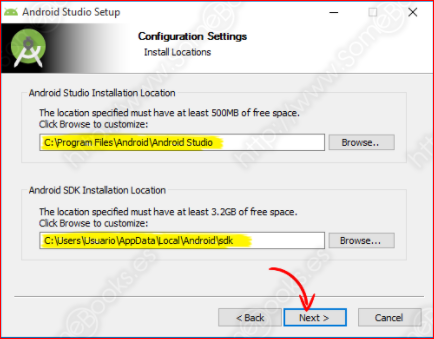 Android Studio Setup
Configuration Settings
Install Locations
Android Studio Installation Location
The location specified must have at least 500MB of free space.
Click Browse to customize:
C:\Program Files\Android\Android Studio
Browse..
Android SDK Installation Location
The location specified must have at least 3.2GB of free space.
Click Browse to customize:
C:\Users\Usuario\AppData\Local\Android\sdk
Browse...
< Back
Next >
Cancel